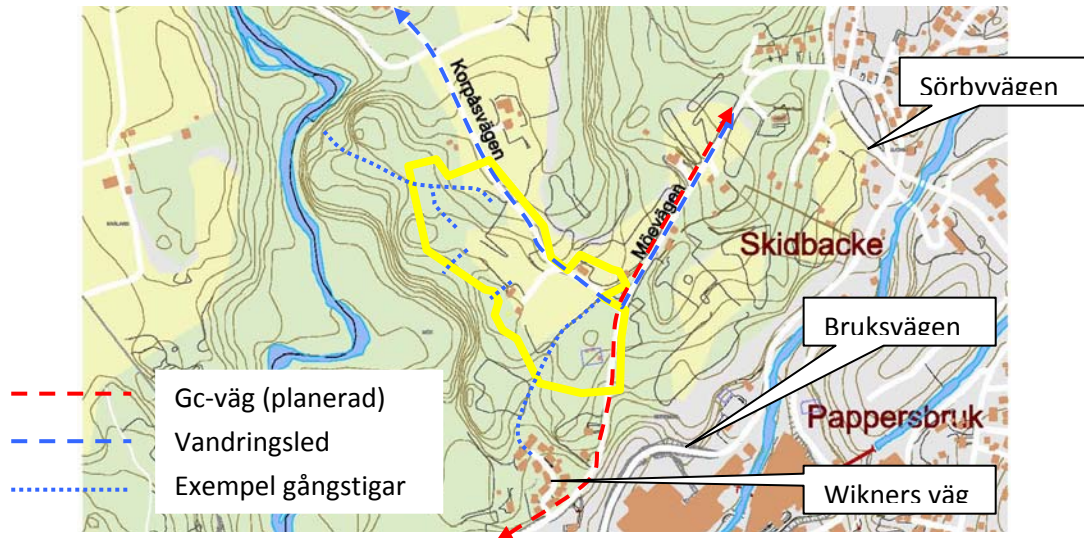 Sörbyvägen
Korpåsvägen
Möevägen
Skidbacke
Bruksvägen
Pappersbruk
Wikners väg
Gc-väg (planerad)
Vandringsled
Exempel gångstigar